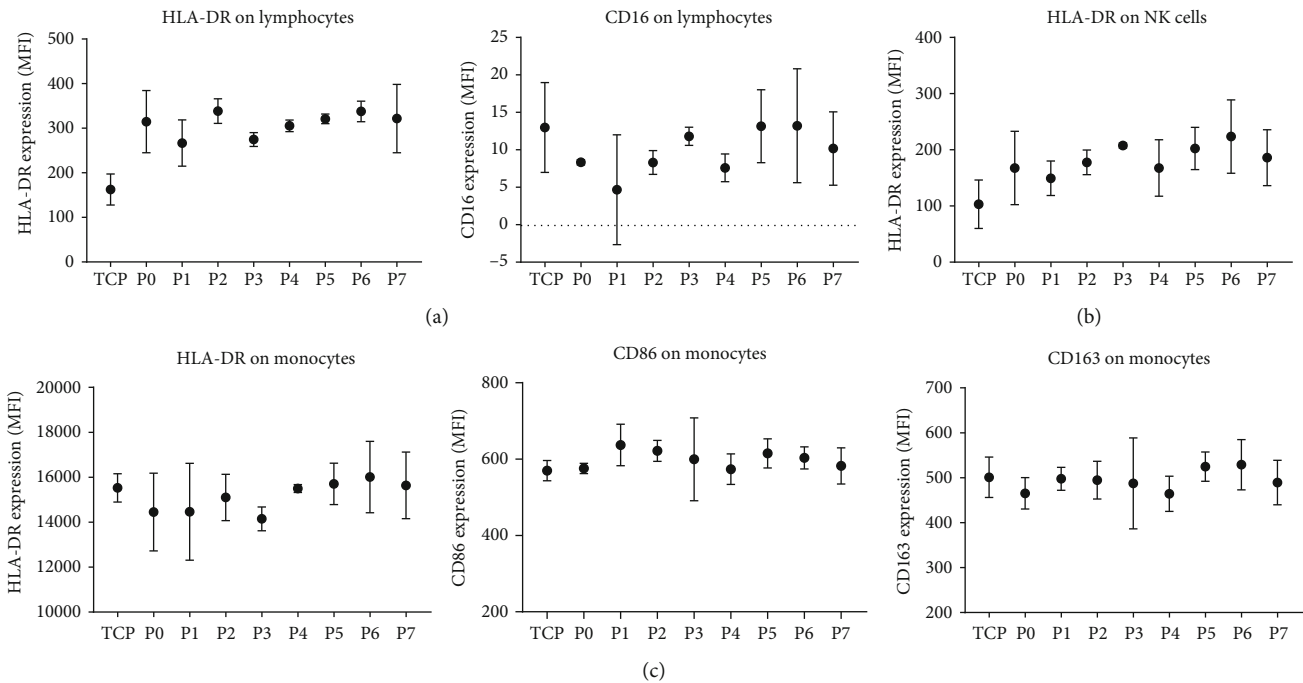 HLA-DR on lymphocytes
HLA-DR expression (MFI)
500
400
300
200
100
0
TCP P0 P1 P2 P3 P4 P5 P6 P7
CD16 on lymphocytes
CD16 expression (MFI)
25
20
15
10
5
0
−5
TCP P0 P1 P2 P3 P4 P5 P6 P7
(a)
HLA-DR on NK cells
HLA-DR expression (MFI)
400
300
200
100
0
TCP P0 P1 P2 P3 P4 P5 P6 P7
(b)
HLA-DR on monocytes
HLA-DR expression (MFI)
20000
18000
16000
14000
12000
10000
TCP P0 P1 P2 P3 P4 P5 P6 P7
CD86 on monocytes
CD86 expression (MFI)
800
600
400
200
TCP P0 P1 P2 P3 P4 P5 P6 P7
CD163 on monocytes
CD163 expression (MFI)
700
600
500
400
300
200
TCP P0 P1 P2 P3 P4 P5 P6 P7
(c)